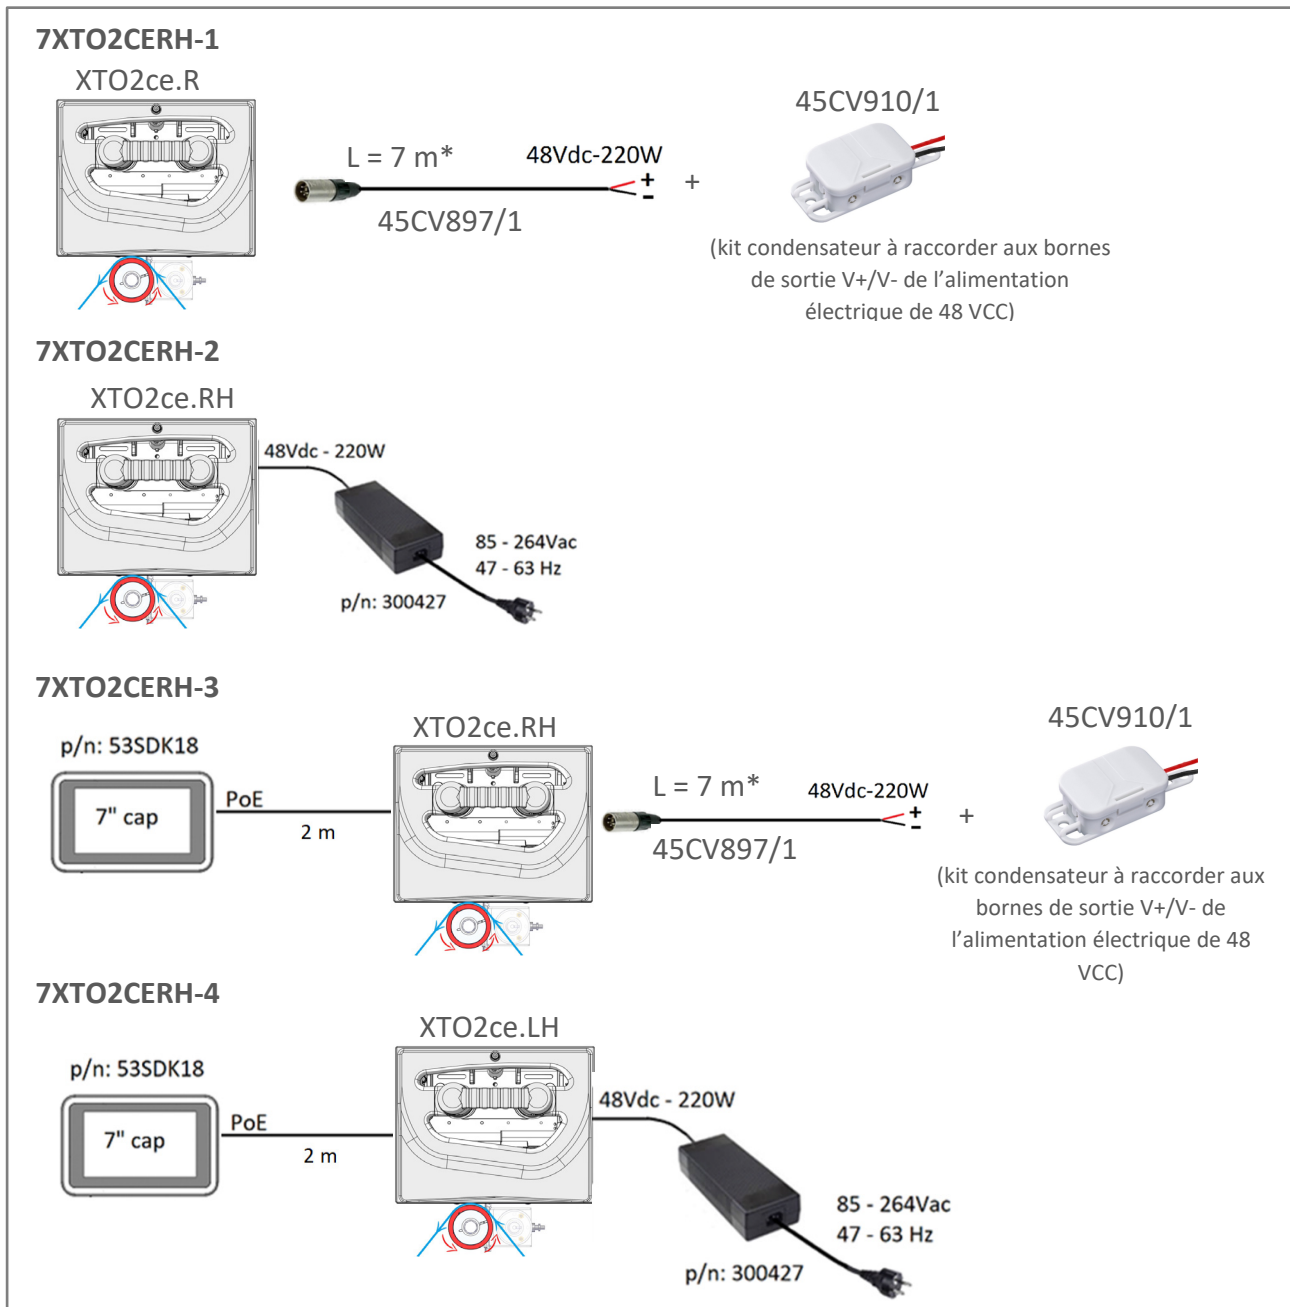 7XTO2CERH-1
XTO2ce.R
45CV910/1
L = 7 m*
48Vdc-220W
+
-
+
45CV897/1
(kit condensateur à raccorder aux bornes
de sortie V+/V- de l’alimentation
électrique de 48 VCC)
7XTO2CERH-2
XTO2ce.RH
48Vdc - 220W
85 - 264Vac
47 - 63 Hz
p/n: 300427
7XTO2CERH-3
p/n: 53SDK18
XTO2ce.RH
45CV910/1
7" cap
PoE
2 m
L = 7 m*
48Vdc-220W
+
-
+
45CV897/1
(kit condensateur à raccorder aux
bornes de sortie V+/V- de
l’alimentation électrique de 48
VCC)
7XTO2CERH-4
p/n: 53SDK18
XTO2ce.LH
7" cap
PoE
2 m
48Vdc - 220W
85 - 264Vac
47 - 63 Hz
p/n: 300427